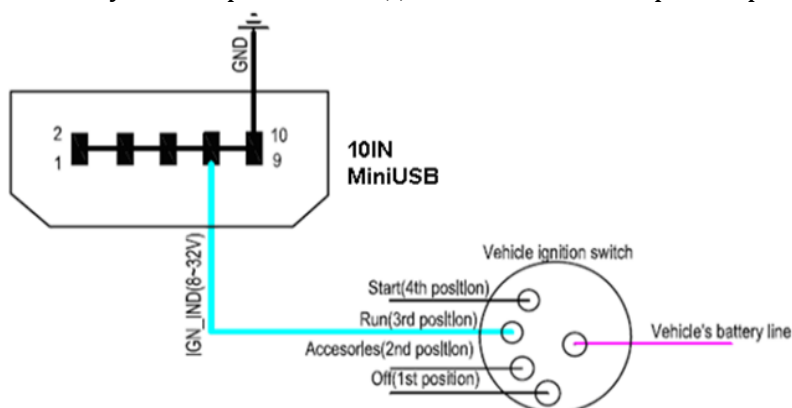 GND
2
10
1
9
10IN
MiniUSB
IGN_IND(8~32V)
Vehicle ignition switch
Start(4th position)
Run(3rd position)
Vehicle's battery line
Accesories(2nd position)
Off(1st position)